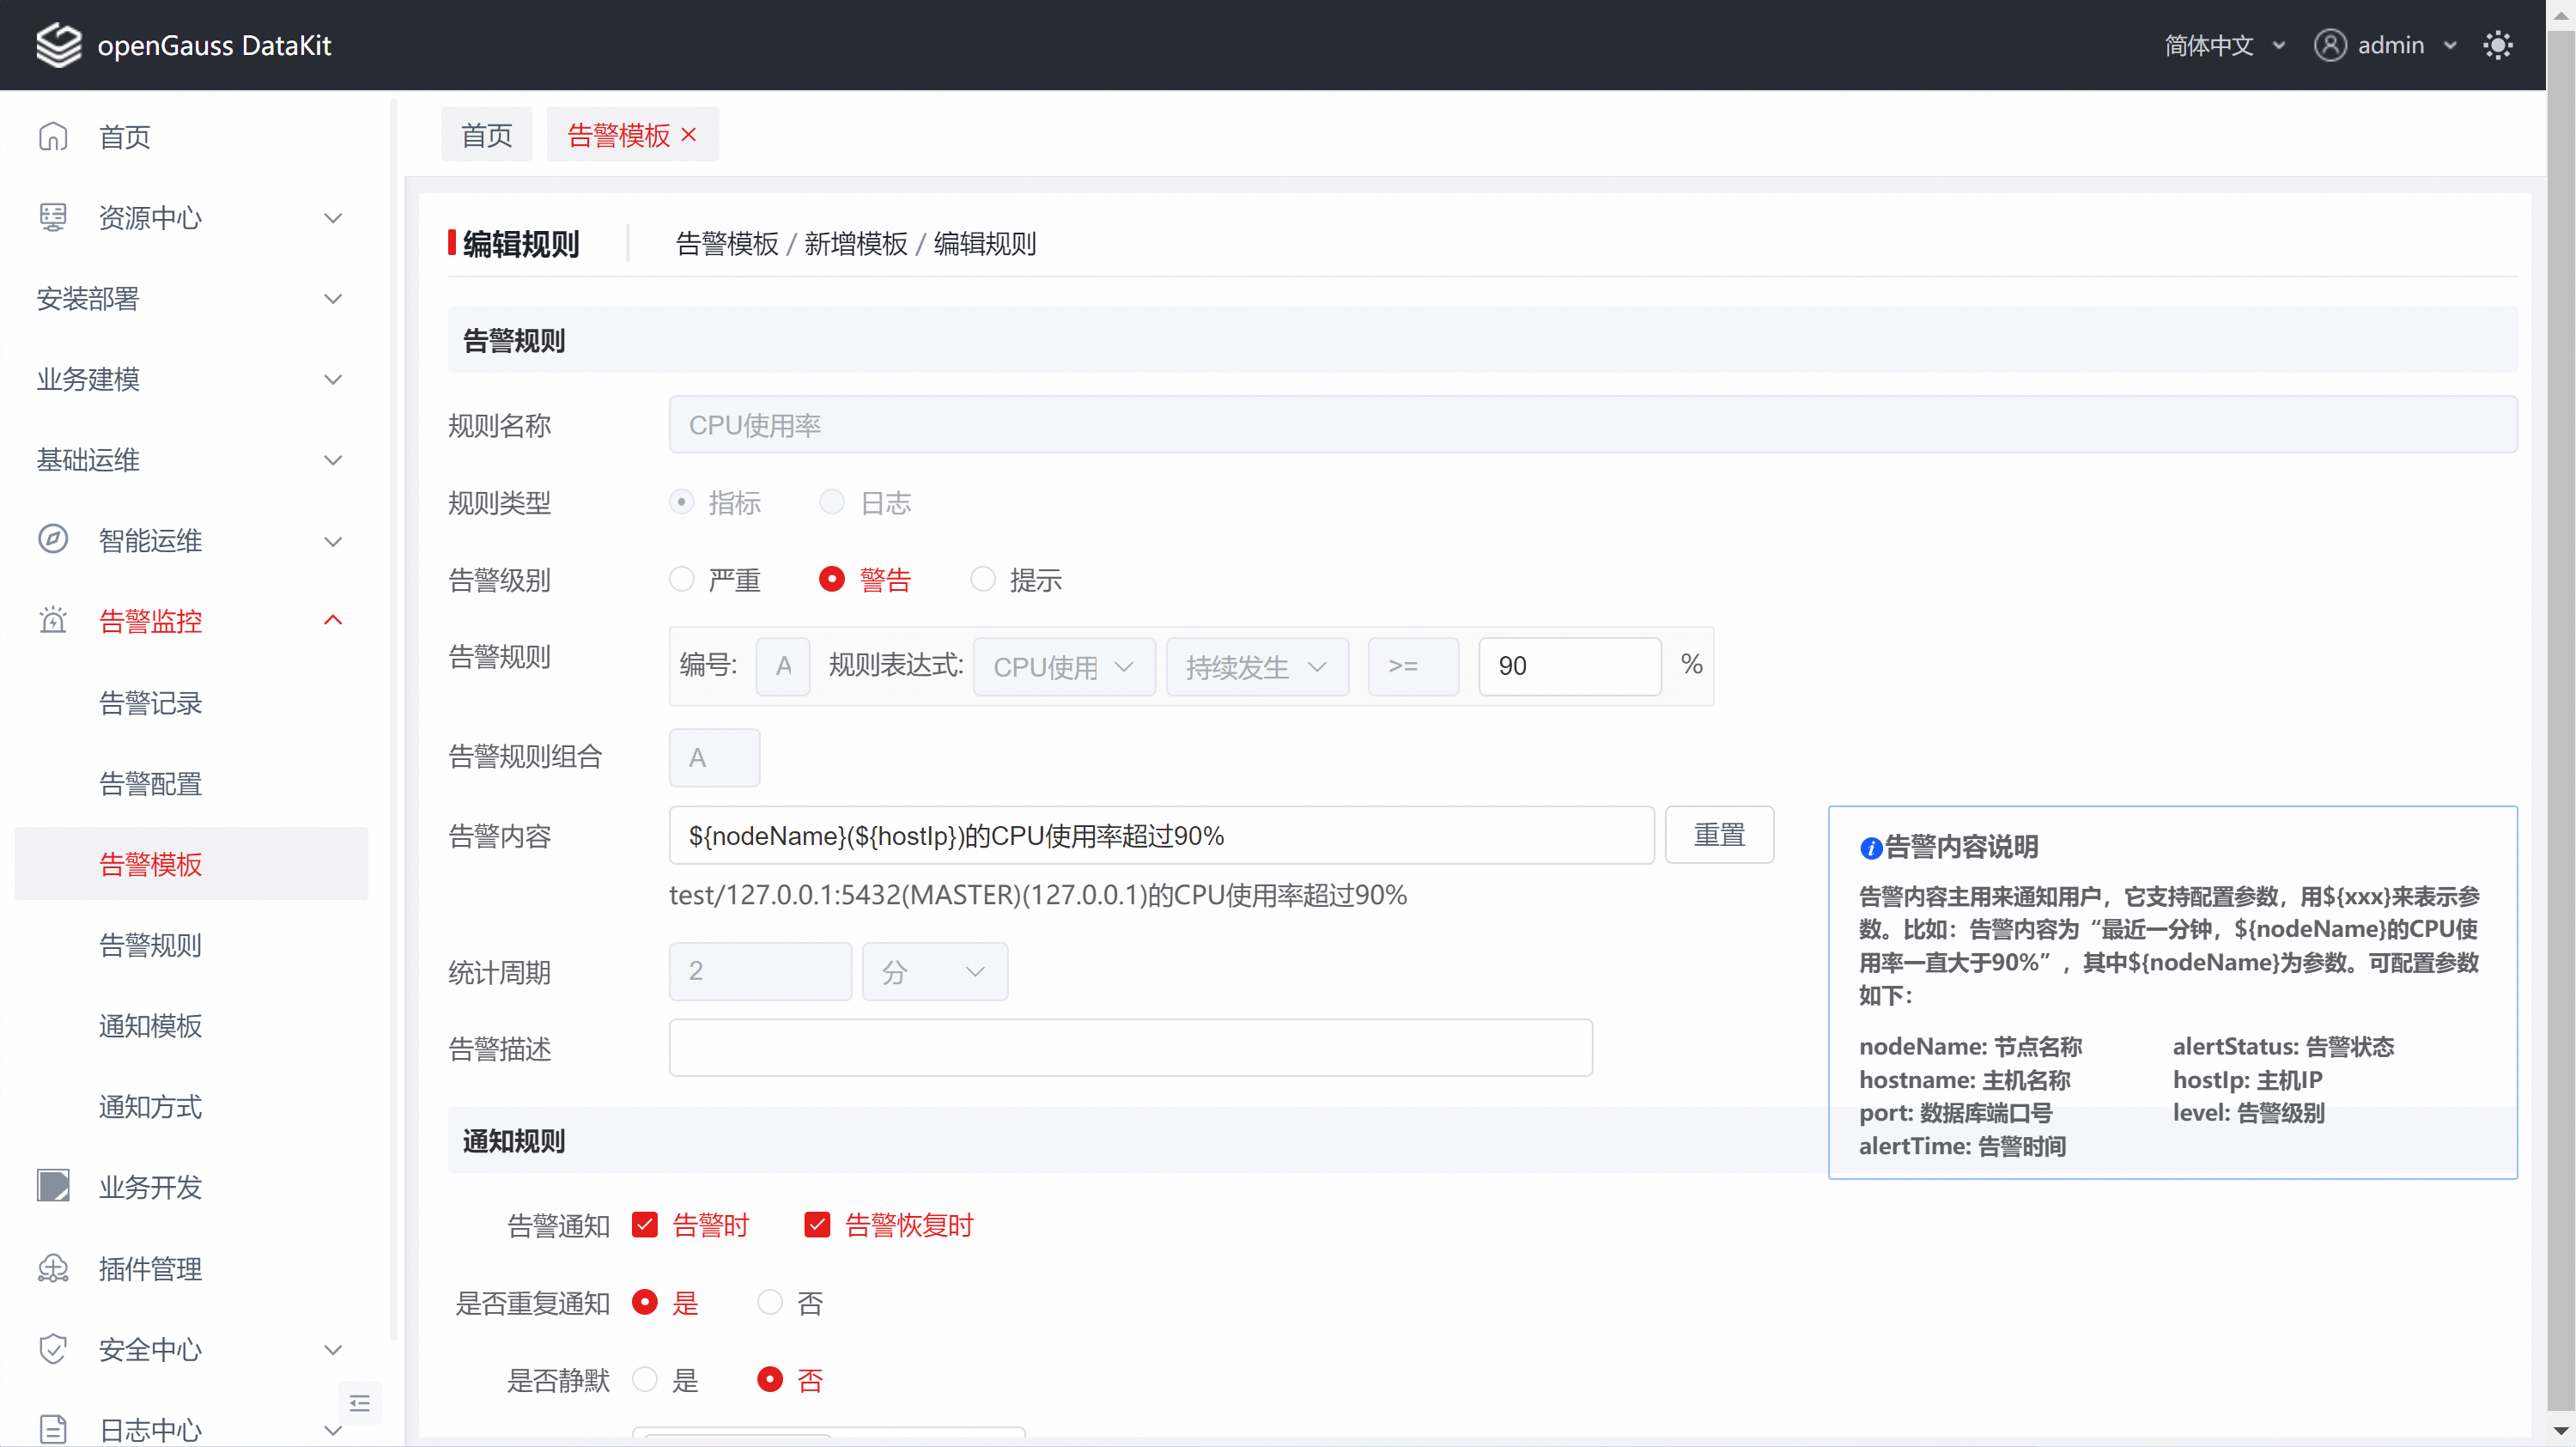 openGauss DataKit
简体中文
admin
首页
资源中心
安装部署
业务建模
基础运维
智能运维
告警监控
告警记录
告警配置
告警模板
告警规则
通知模板
通知方式
业务开发
插件管理
安全中心
日志中心
首页
告警模板
编辑规则
告警模板 / 新增模板 / 编辑规则
告警规则
规则名称
CPU使用率
规则类型
指标
日志
告警级别
严重
警告
提示
告警规则
编号: A 规则表达式: CPU使用 持续发生 >= 90 %
告警规则组合
A
告警内容
${nodeName}(${hostIp})的CPU使用率超过90%
重置
test/127.0.0.1:5432(MASTER)(127.0.0.1)的CPU使用率超过90%
统计周期
2
分
告警描述
告警内容说明
告警内容主用来通知用户，它支持配置参数，用${xxx}来表示参
数。比如：告警内容为“最近一分钟，${nodeName}的CPU使
用率一直大于90%”，其中${nodeName}为参数。可配置参数
如下：
nodeName: 节点名称
alertStatus: 告警状态
hostname: 主机名称
hostIp: 主机IP
port: 数据库端口号
level: 告警级别
alertTime: 告警时间
通知规则
告警通知
告警时
告警恢复时
是否重复通知
是
否
是否静默
是
否